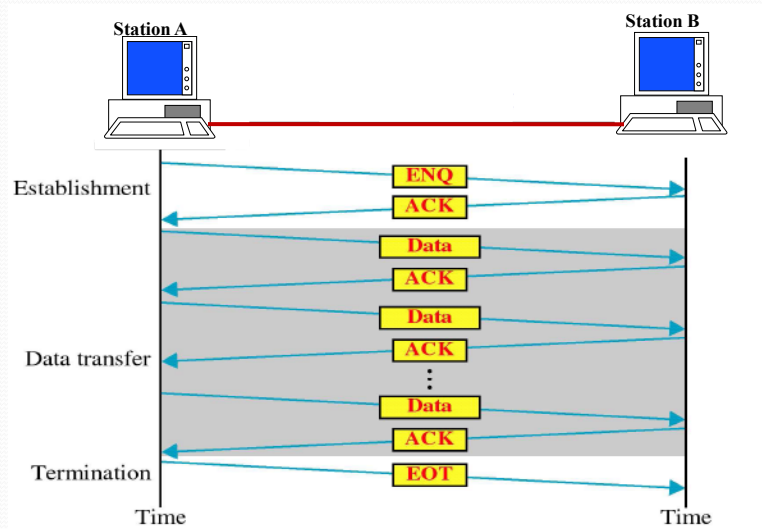 Station A
Station B
Establishment
ENQ
ACK
Data
ACK
Data
Data transfer
ACK
Data
ACK
Termination
EOT
Time
Time